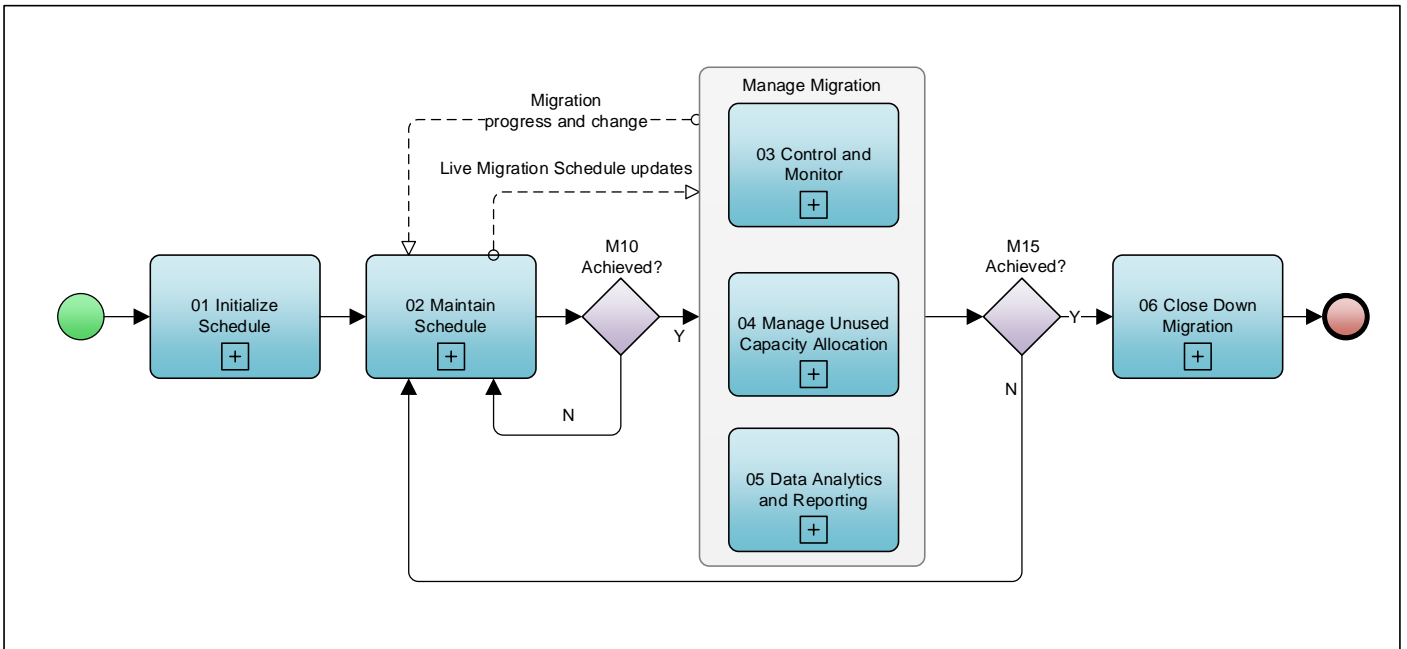 Manage Migration
Migration
progress and change
03 Control and
Monitor
Live Migration Schedule updates
M10
Achieved?
M15
Achieved?
01 Initialize
Schedule
02 Maintain
Schedule
Y
04 Manage Unused
Capacity Allocation
Y
06 Close Down
Migration
N
N
05 Data Analytics
and Reporting